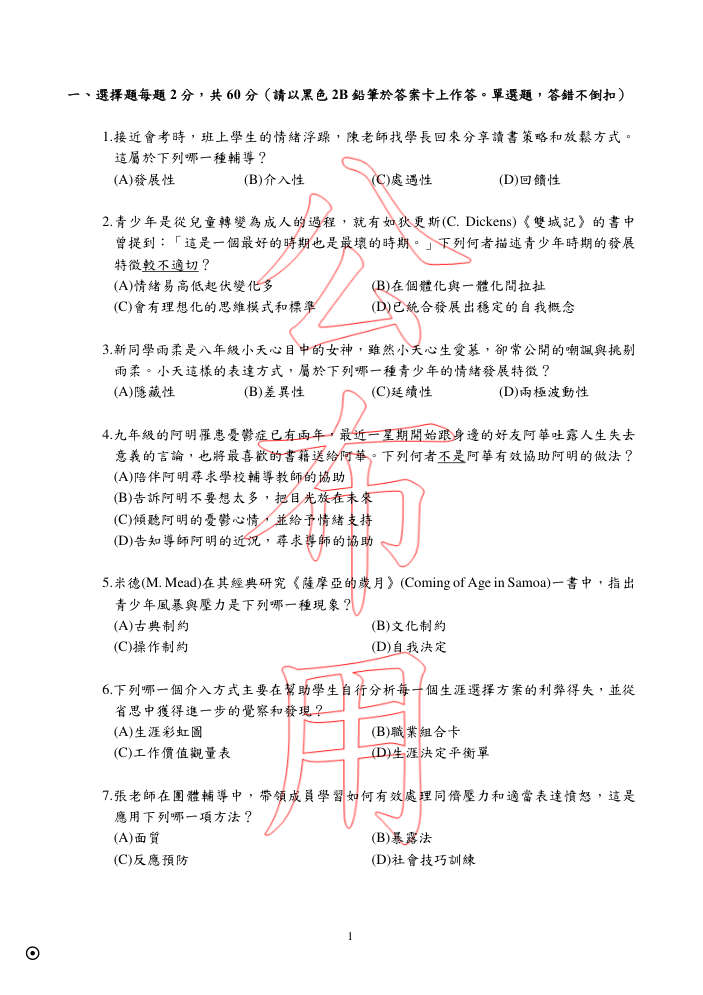 一、選擇題每題 2 分，共 60 分（請以黑色 2B 鉛筆於答案卡上作答。單選題，答錯不倒扣）
1.接近會考時，班上學生的情緒浮躁，陳老師找學長回來分享讀書策略和放鬆方式。
這屬於下列哪一種輔導？
(A)發展性 (B)介入性 (C)處遇性 (D)回饋性
2.青少年是從兒童轉變為成人的過程，就有如狄更斯(C. Dickens)《雙城記》的書中
曾提到：「這是一個最好的時期也是最壞的時期。」下列何者描述青少年時期的發展
特徵較不適切？
(A)情緒易高低起伏變化多 (B)在個體化與一體化間拉扯
(C)會有理想化的思維模式和標準 (D)已統合發展出穩定的自我概念
3.新同學雨柔是八年級小天心目中的女神，雖然小天心生愛慕，卻常公開的嘲諷與挑剔
雨柔。小天這樣的表達方式，屬於下列哪一種青少年的情緒發展特徵？
(A)隱藏性 (B)差異性 (C)延續性 (D)兩極波動性
4.九年級的阿明罹患憂鬱症已有兩年，最近一星期開始跟身邊的好友阿華吐露人生失去
意義的言論，也將最喜歡的書籍送給阿華。下列何者不是阿華有效協助阿明的做法？
(A)陪伴阿明尋求學校輔導教師的協助
(B)告訴阿明不要想太多，把目光放在未來
(C)傾聽阿明的憂鬱心情，並給予情緒支持
(D)告知導師阿明的近況，尋求導師的協助
5.米德(M. Mead)在其經典研究《薩摩亞的歲月》(Coming of Age in Samoa)一書中，指出
青少年風暴與壓力是下列哪一種現象？
(A)古典制約 (B)文化制約
(C)操作制約 (D)自我決定
6.下列哪一個介入方式主要在幫助學生自行分析每一個生涯選擇方案的利弊得失，並從
省思中獲得進一步的覺察和發現？
(A)生涯彩虹圖 (B)職業組合卡
(C)工作價值觀量表 (D)生涯決定平衡單
7.張老師在團體輔導中，帶領成員學習如何有效處理同儕壓力和適當表達憤怒，這是
應用下列哪一項方法？
(A)面質 (B)暴露法
(C)反應預防 (D)社會技巧訓練
公布用
1